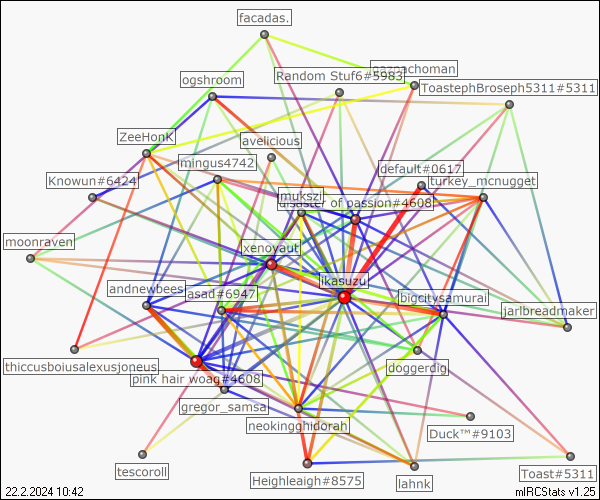 facadas.
gazpachoman
Random Stuf6#5983
ogshroom
ToastephBroseph5311#5311
ZeeHonK
avelicious
mingus4742
default#0617
Knowun#6424
turkey_mcnugget
mukszi
disaster of passion#4608
moonraven
xenoyaut
ikasuzu
andnewbees
asad#6947
bigcitysamurai
jarlbreadmaker
thiccusboiusalexusjoneus
doggerdig
pink hair woag#4608
gregor_samsa
neokingghidorah
Duck™#9103
tescoroll
Heighleaigh#8575
lahnk
Toast#5311
22.2.2024 10:42
mIRCStats v1.25